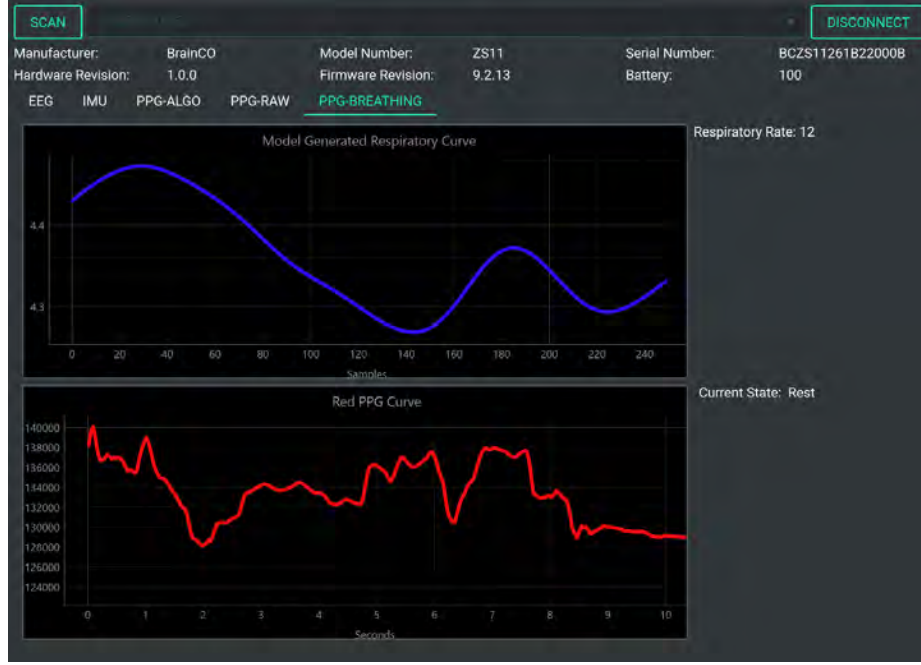 SCAN DISCONNECT
Manufacturer: BrainCO Model Number: ZS11 Serial Number: BCZS11261B22000B
Hardware Revision: 1.0.0 Firmware Revision: 9.2.13 Battery: 100
EEG IMU PPG-ALGO PPG-RAW PPG-BREATHING
Model Generated Respiratory Curve
Respiratory Rate: 12
4.4
4.3
0 20 40 60 80 100 120 140 160 180 200 220 240
Samples
Red PPG Curve
Current State: Rest
140000
138000
136000
134000
132000
130000
128000
126000
124000
0 1 2 3 4 5 6 7 8 9 10
Seconds